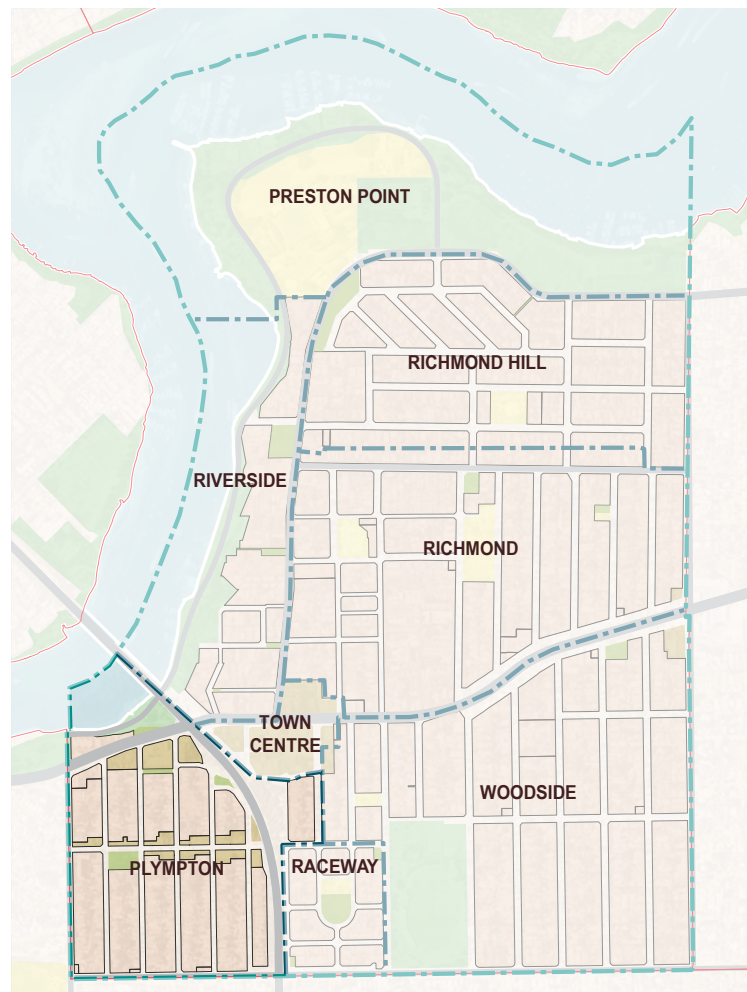 PRESTON POINT
RICHMOND HILL
RIVERSIDE
RICHMOND
TOWN
CENTRE
WOODSIDE
PLYMPTON
RACEWAY